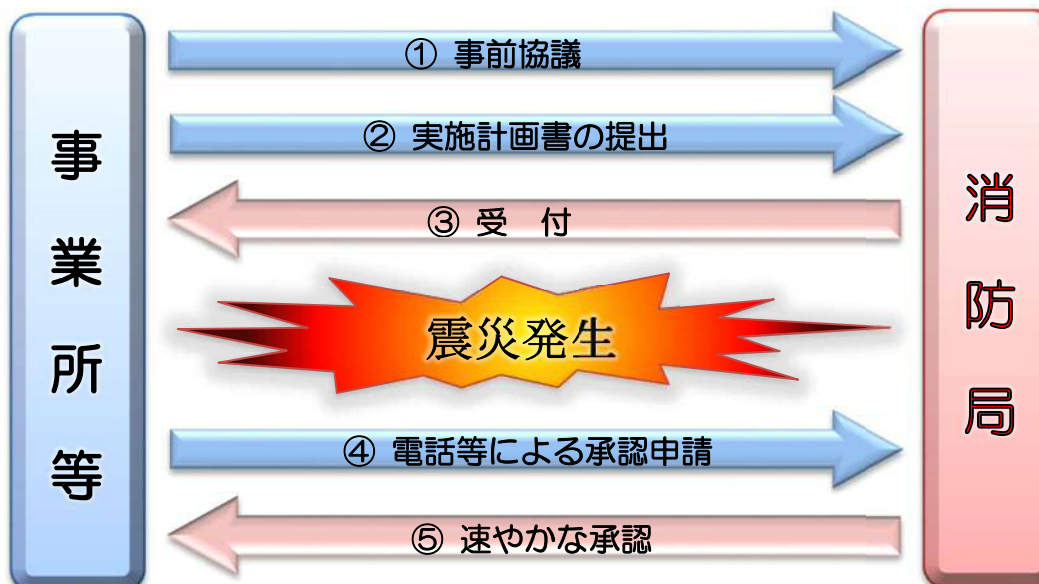 事業所等
① 事前協議
② 実施計画書の提出
③ 受　付
震災発生
④ 電話等による承認申請
⑤ 速やかな承認
消防局